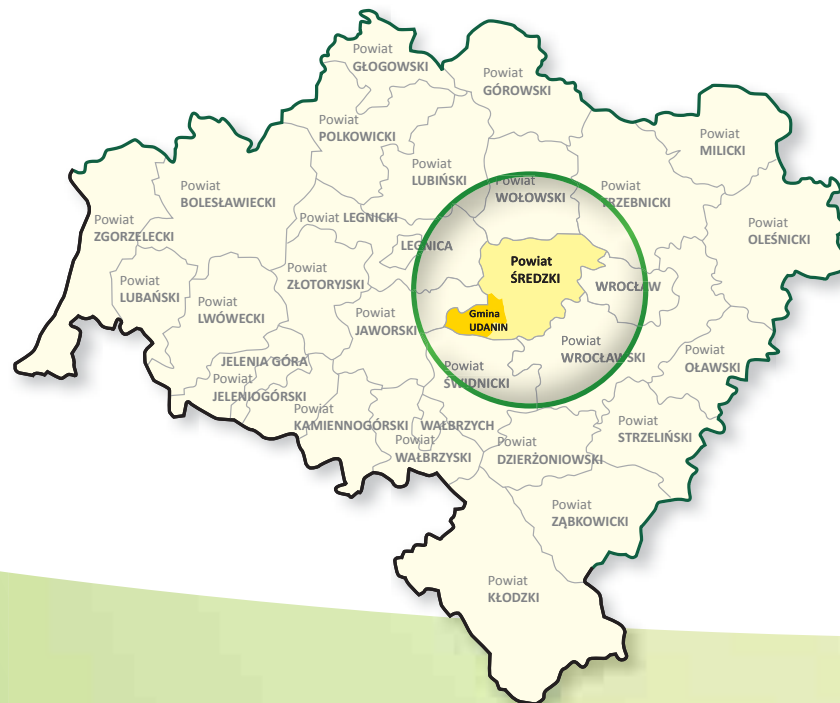 Powiat
GŁOGOWSKI
Powiat
GÓROWSKI
Powiat
POLKOWICKI
Powiat
MILICKI
Powiat
LUBIŃSKI
Powiat
BOLESŁAWIECKI
Powiat
WOŁOWSKI
Powiat
TRZEBNICKI
Powiat
ZGORZELECKI
Powiat LEGNICKI
LEGNICA
Powiat
OLEŚNICKI
Powiat
ŚREDZKI
Powiat
ZŁOTORYJSKI
Powiat
LUBAŃSKI
WROCŁAW
Powiat
LWÓWECKI
Powiat
JAWORSKI
Gmina
UDANIN
Powiat
WROCŁAWSKI
JELENIA GÓRA
Powiat
JELENIOGÓRSKI
Powiat
ŚWIDNICKI
Powiat
OŁAWSKI
Powiat
KAMIENNOGÓRSKI
WAŁBRZYCH
Powiat
WAŁBRZYSKI
Powiat
DZIERŻONIOWSKI
Powiat
STRZELIŃSKI
Powiat
ZĄBKOWICKI
Powiat
KŁODZKI